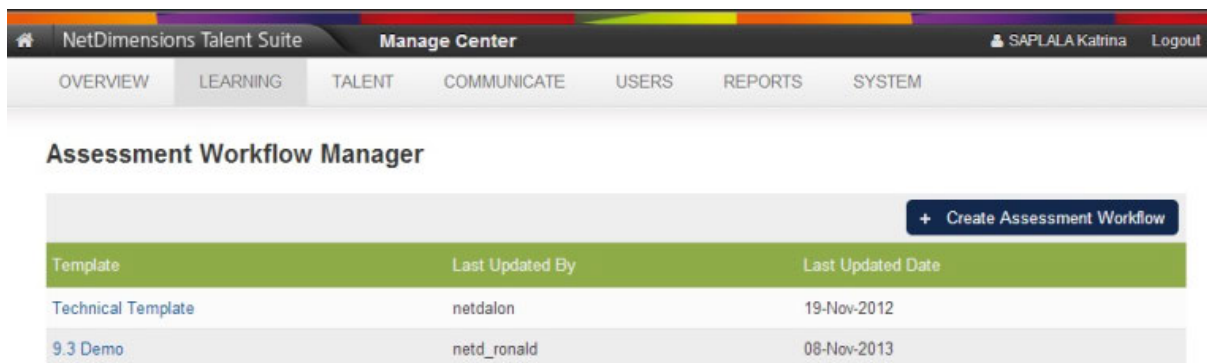 NetDimensions Talent Suite Manage Center SAPLALA Katrina Logout
OVERVIEW LEARNING TALENT COMMUNICATE USERS REPORTS SYSTEM
Assessment Workflow Manager
+ Create Assessment Workflow
Template Last Updated By Last Updated Date
Technical Template netdalon 19-Nov-2012
9.3 Demo netd_ronald 08-Nov-2013